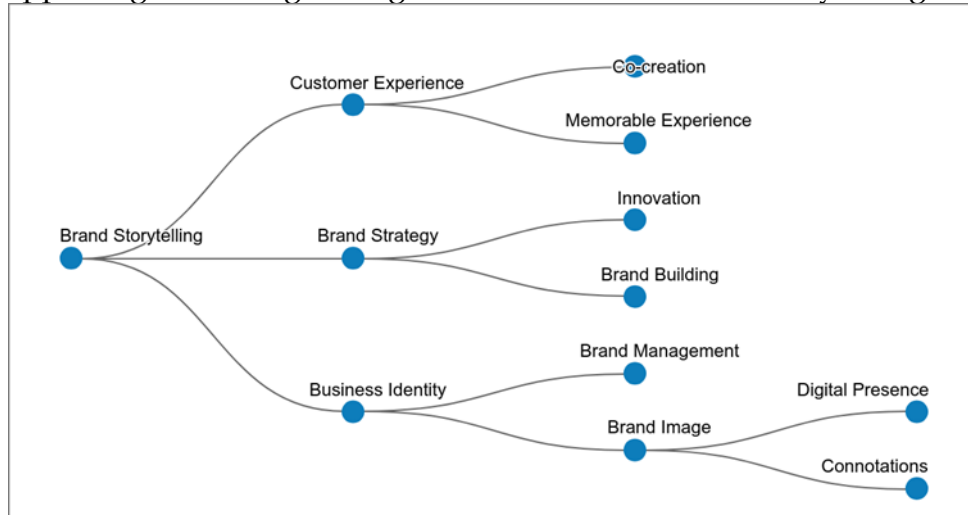 Co-creation
Customer Experience
Memorable Experience
Innovation
Brand Storytelling
Brand Strategy
Brand Building
Brand Management
Business Identity
Digital Presence
Brand Image
Connotations